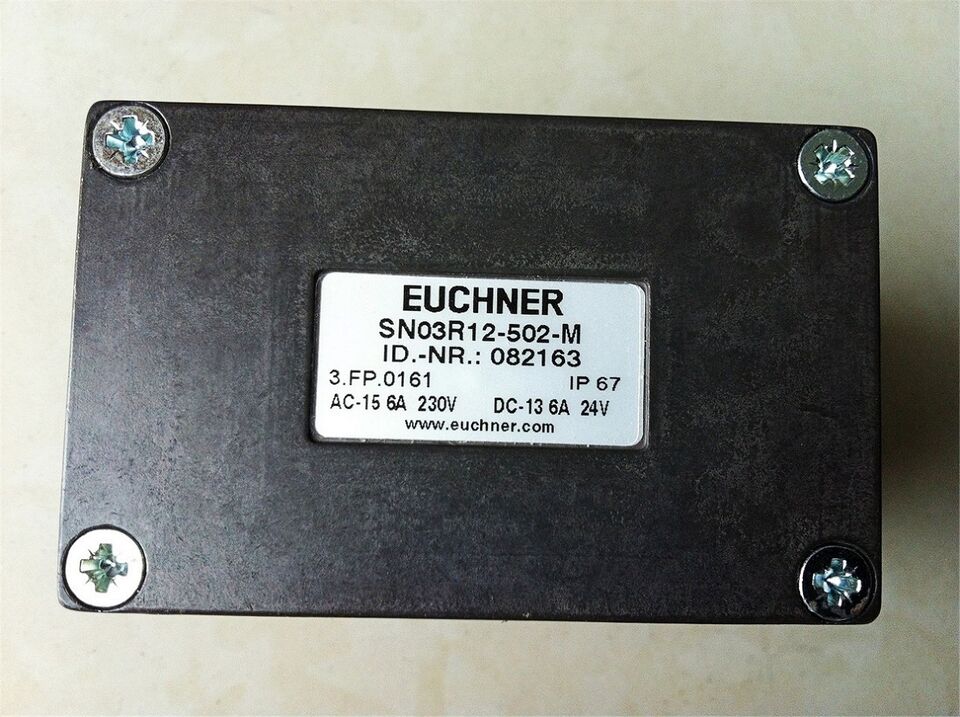 EUCHNER
SN03R12-502-M
ID.-NR.: 082163
3.FP.0161 IP 67
AC-15 6A 230V DC-13 6A 24V
www.euchner.com